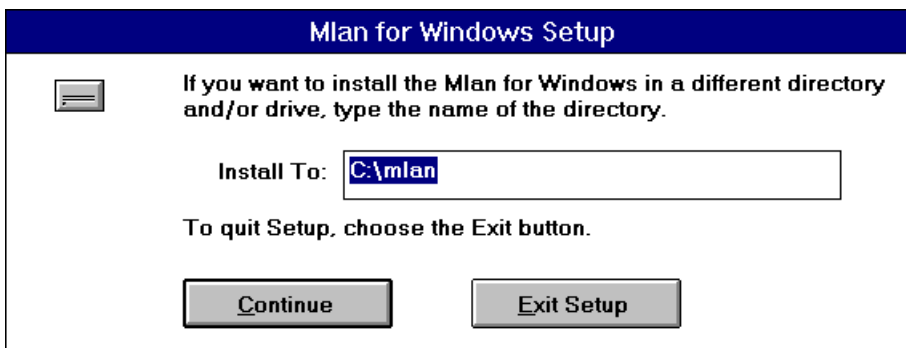 Mlan for Windows Setup
If you want to install the Mlan for Windows in a different directory
and/or drive, type the name of the directory.
Install To: C:\mlan
To quit Setup, choose the Exit button.
Continue Exit Setup